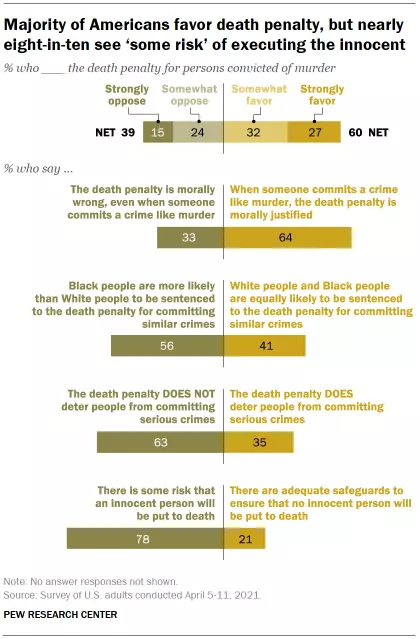 Majority of Americans favor death penalty, but nearly
eight-in-ten see ‘some risk’ of executing the innocent
% who ___ the death penalty for persons convicted of murder
Strongly oppose
Somewhat oppose
Somewhat favor
Strongly favor
NET 39 15 24 32 27 60 NET
% who say ...
The death penalty is morally
wrong, even when someone
commits a crime like murder
When someone commits a crime
like murder, the death penalty is
morally justified
33 64
Black people are more likely
than White people to be sentenced
to the death penalty for committing
similar crimes
White people and Black people
are equally likely to be sentenced
to the death penalty for committing
similar crimes
56 41
The death penalty DOES NOT
deter people from committing
serious crimes
The death penalty DOES
deter people from committing
serious crimes
63 35
There is some risk that
an innocent person will
be put to death
There are adequate safeguards to
ensure that no innocent person will
be put to death
78 21
Note: No answer responses not shown.
Source: Survey of U.S. adults conducted April 5-11, 2021.
PEW RESEARCH CENTER